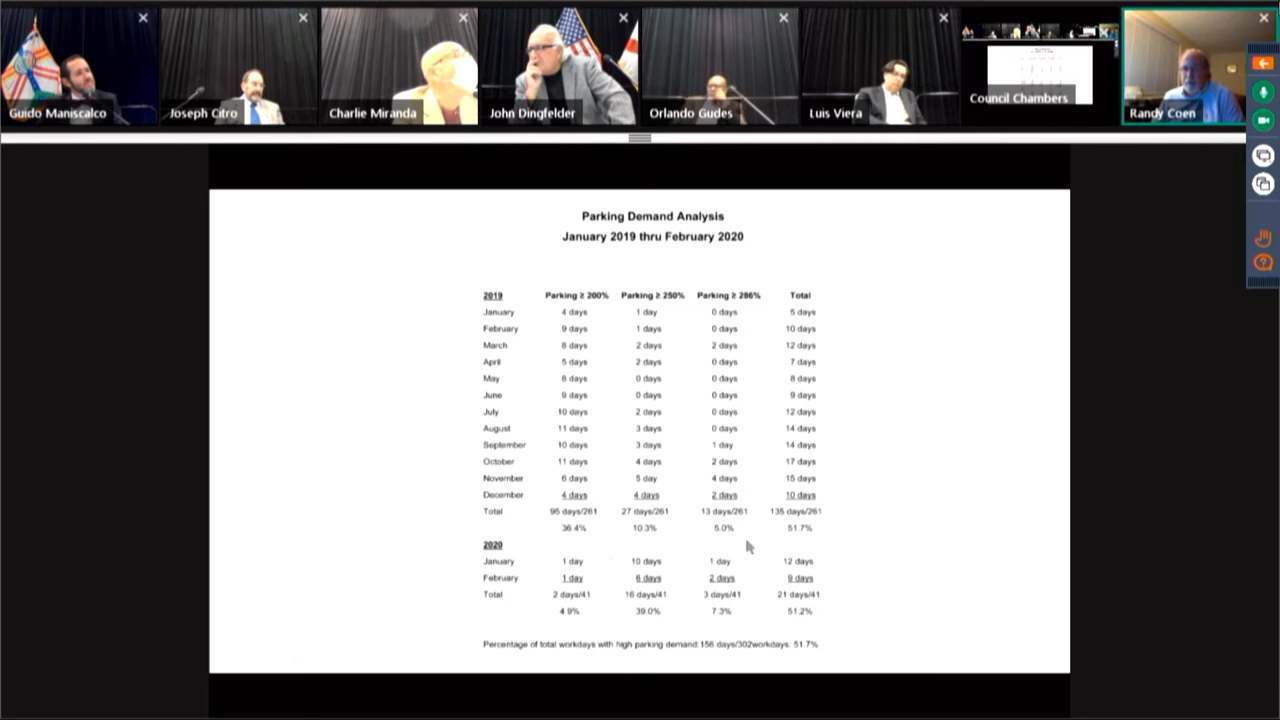 Guido Maniscalco
Joseph Citro
Charlie Miranda
John Dingfelder
Orlando Gudes
Luis Viera
Council Chambers
Randy Coen
Parking Demand Analysis
January 2019 thru February 2020
2019 Parking ≥ 200% Parking ≥ 250% Parking ≥ 286% Total
January 4 days 1 day 0 days 5 days
February 9 days 1 days 0 days 10 days
March 8 days 2 days 2 days 12 days
April 5 days 2 days 0 days 7 days
May 8 days 0 days 0 days 8 days
June 9 days 0 days 0 days 9 days
July 10 days 2 days 0 days 12 days
August 11 days 3 days 0 days 14 days
September 10 days 3 days 1 day 14 days
October 11 days 4 days 2 days 17 days
November 6 days 5 day 4 days 15 days
December 4 days 4 days 2 days 10 days
Total 95 days/261 27 days/261 13 days/261 135 days/261
36.4% 10.3% 5.0% 51.7%
2020
January 1 day 10 days 1 day 12 days
February 1 day 6 days 2 days 9 days
Total 2 days/41 16 days/41 3 days/41 21 days/41
4.9% 39.0% 7.3% 51.2%
Percentage of total workdays with high parking demand: 156 days/302workdays: 51.7%